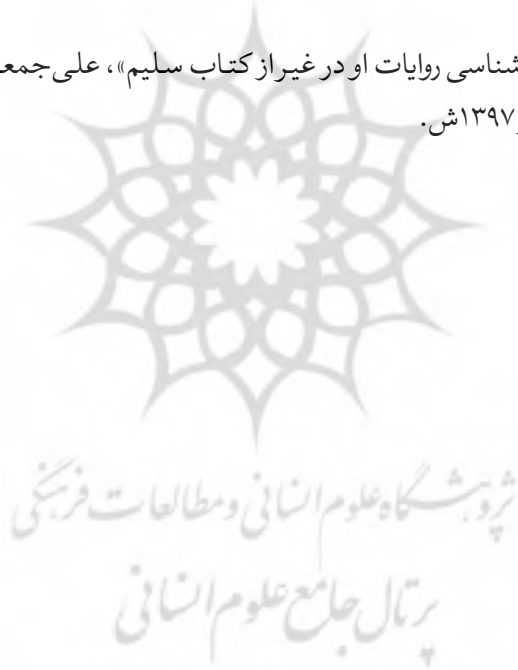 شناسی روایات او در غیر از کتاب سلیم»، علی جمعه
۱۳۹۷ش.
پژوهشگاه علوم انسانی و مطالعات فرهنگی
پرتال جامع علوم انسانی